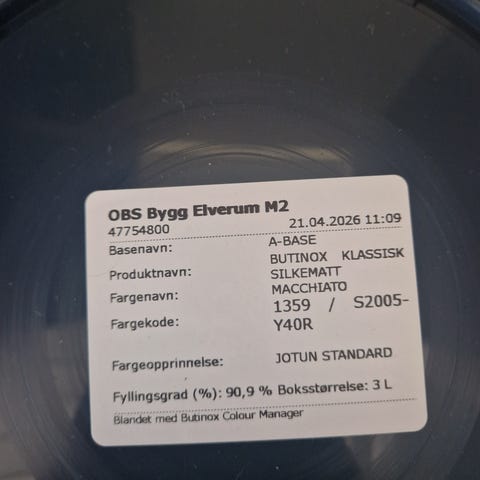 OBS Bygg Elverum M2
47754800 21.04.2026 11:09
Basenavn: A-BASE
Produktnavn: BUTINOX KLASSISK
SILKEMATT
Fargenavn: MACCHIATO
Fargekode: 1359 / S2005-
Y40R
Fargeopprinnelse: JOTUN STANDARD
Fyllingsgrad (%): 90,9 % Boksstørrelse: 3 L
Blandet med Butinox Colour Manager